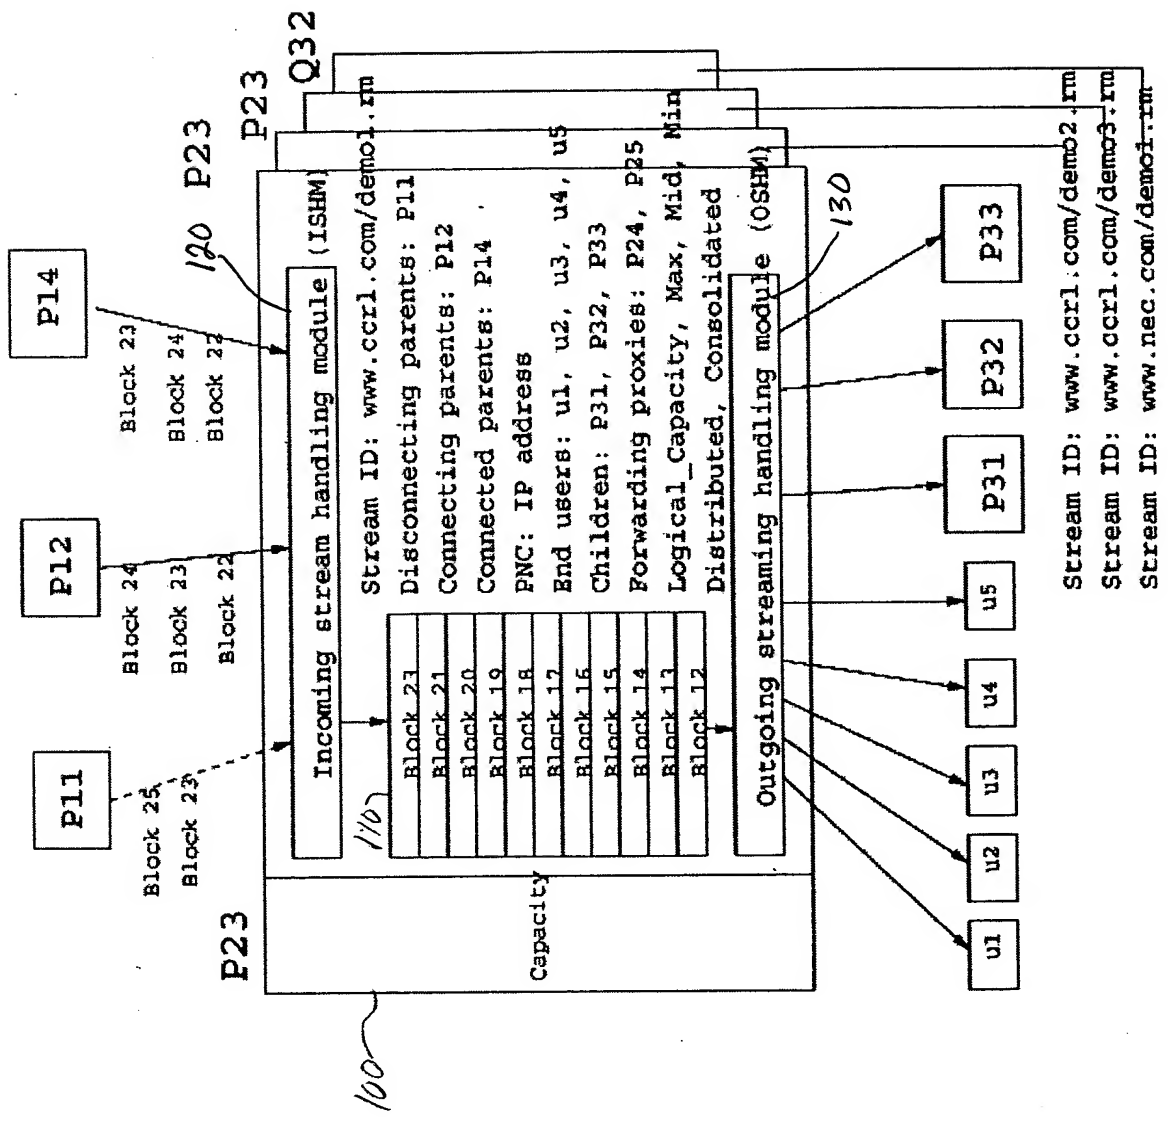 P11
P12
P14
Block 25
Block 23
Block 24
Block 23
Block 22
Block 23
Block 24
Block 22
P23
120
P23
P23
Q32
Incoming stream handling module (ISHM)
100
110
Capacity
Block 23
Block 21
Block 20
Block 19
Block 18
Block 17
Block 16
Block 15
Block 14
Block 13
Block 12
Stream ID: www.ccrl.com/demo1.rm
Disconnecting parents: P11
Connecting parents: P12
Connected parents: P14
PNC: IP address
End users: u1, u2, u3, u4, u5
Children: P31, P32, P33
Forwarding proxies: P24, P25
Logical_Capacity, Max, Mid, Min
Distributed, Consolidated
Outgoing streaming handling module (OSHM)
130
u1
u2
u3
u4
u5
P31
P32
P33
Stream ID: www.ccrl.com/demo2.rm
Stream ID: www.ccrl.com/demo3.rm
Stream ID: www.nec.com/demo1.rm